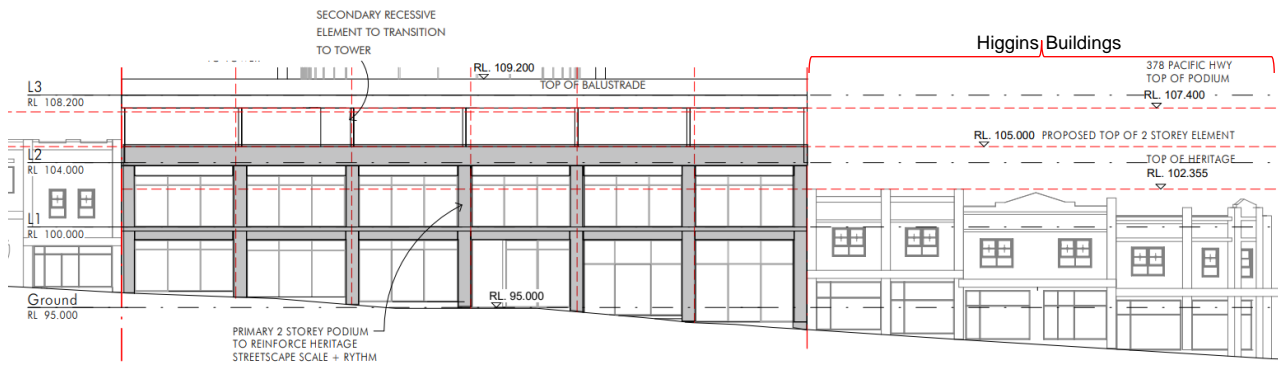 SECONDARY RECESSIVE
ELEMENT TO TRANSITION
TO TOWER
Higgins Buildings
RL. 109.200
378 PACIFIC HWY
TOP OF PODIUM
L3
TOP OF BALUSTRADE
RL. 107.400
RL 108.200
RL. 105.000 PROPOSED TOP OF 2 STOREY ELEMENT
L2
TOP OF HERITAGE
RL 104.000
RL. 102.355
L1
RL 100.000
Ground
RL. 95.000
RL 95.000
PRIMARY 2 STOREY PODIUM
TO REINFORCE HERITAGE
STREETSCAPE SCALE + RYTHM